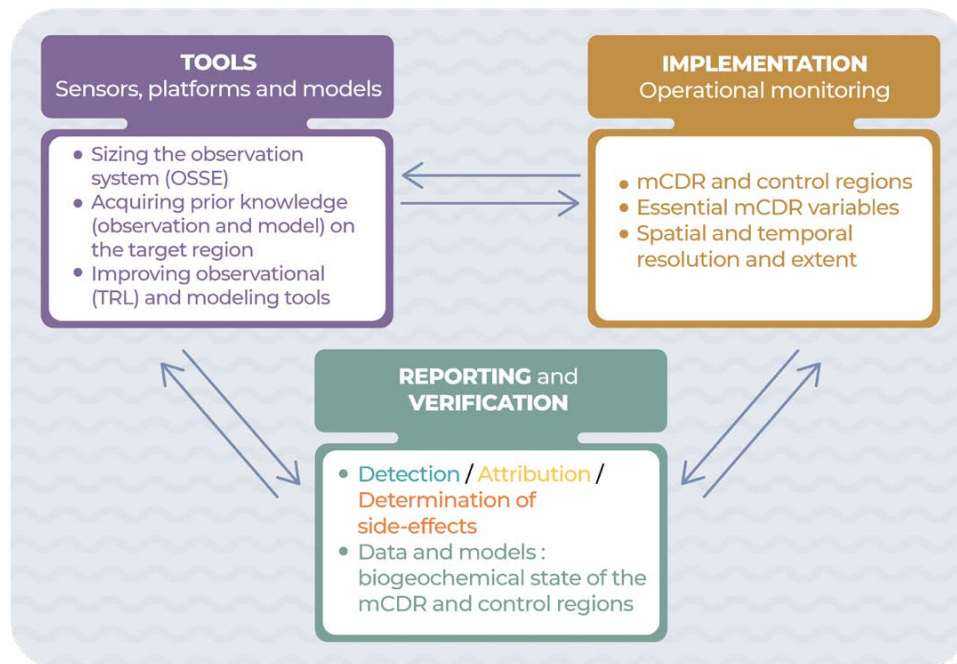 TOOLS
Sensors, platforms and models
• Sizing the observation
system (OSSE)
• Acquiring prior knowledge
(observation and model) on
the target region
• Improving observational
(TRL) and modeling tools
IMPLEMENTATION
Operational monitoring
• mCDR and control regions
• Essential mCDR variables
• Spatial and temporal
resolution and extent
REPORTING and
VERIFICATION
• Detection / Attribution /
Determination of
side-effects
• Data and models :
biogeochemical state of the
mCDR and control regions